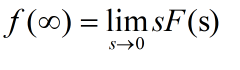 f(∞) = lim s→0 sF(s)